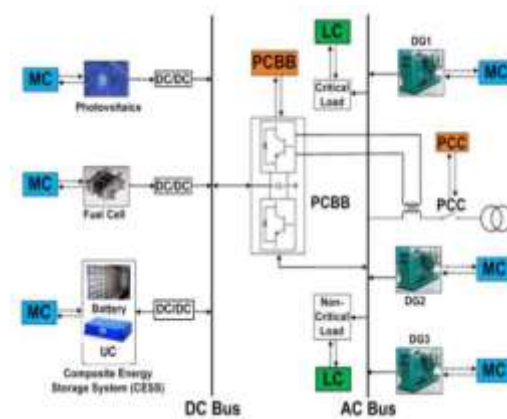 MC
Photovoltaics
DC/DC
MC
Fual Cell
DC/DC
MC
Battery
UC
DC/DC
Composite Energy
Storage System (CESS)
DC Bus
PCBB
PCBB
LC
Critical
Load
Non-
Critical
Load
LC
AC Bus
DG1
MC
PCC
PCC
DG2
MC
DG3
MC